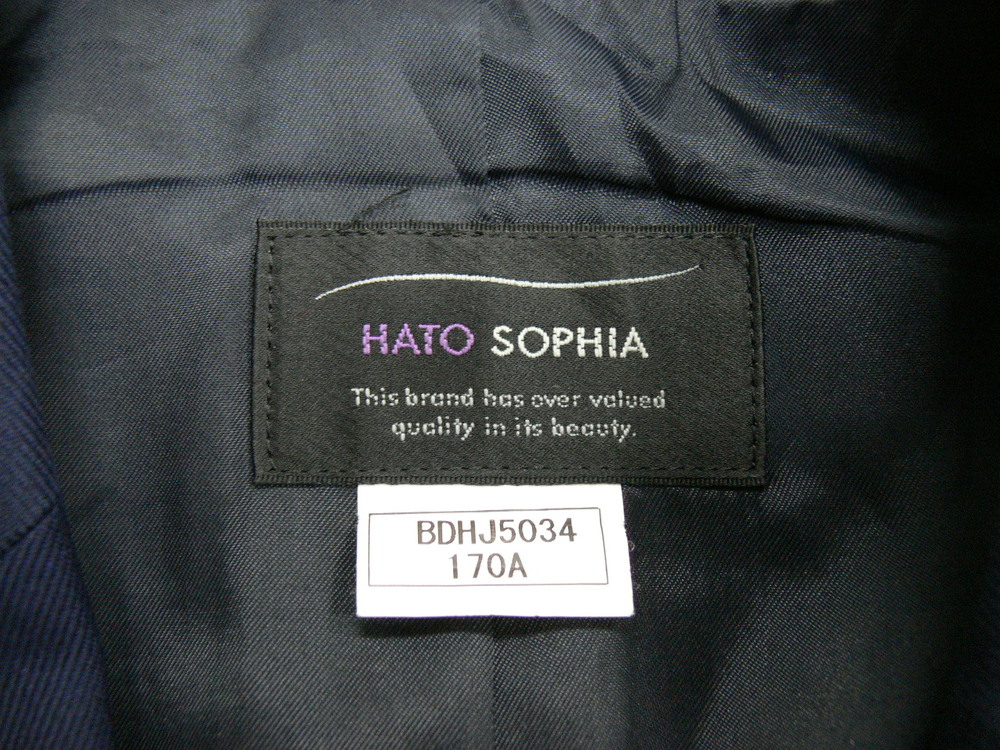 HATO SOPHIA
This brand has over valued
quality in its beauty.
BDHJ5034
170A